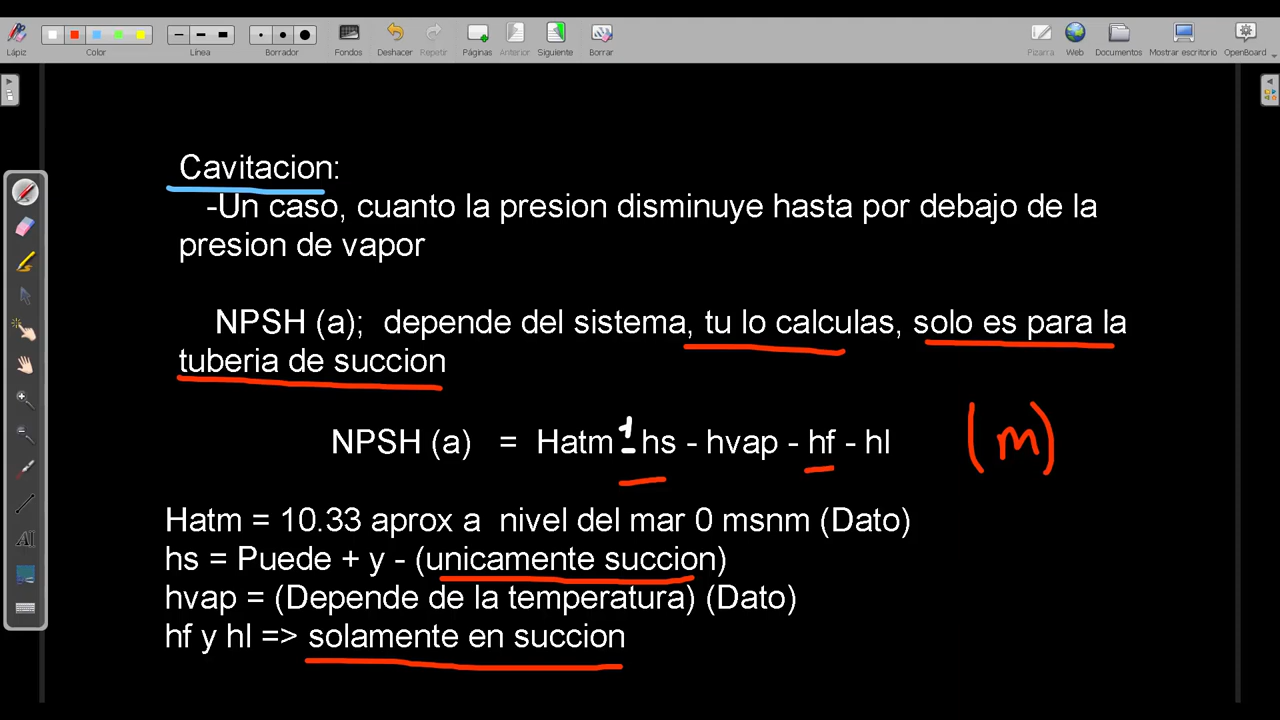 Lápiz Color Línea Borrador Fondos Deshacer Repetir Páginas Anterior Siguiente Borrar Pizarra Web Documentos Mostrar escritorio OpenBoard
Cavitacion:
-Un caso, cuanto la presion disminuye hasta por debajo de la
presion de vapor
NPSH (a); depende del sistema, tu lo calculas, solo es para la
tuberia de succion
NPSH (a) = Hatm ± hs - hvap - hf - hl (m)
Hatm = 10.33 aprox a nivel del mar 0 msnm (Dato)
hs = Puede + y - (unicamente succion)
hvap = (Depende de la temperatura) (Dato)
hf y hl => solamente en succion
AI